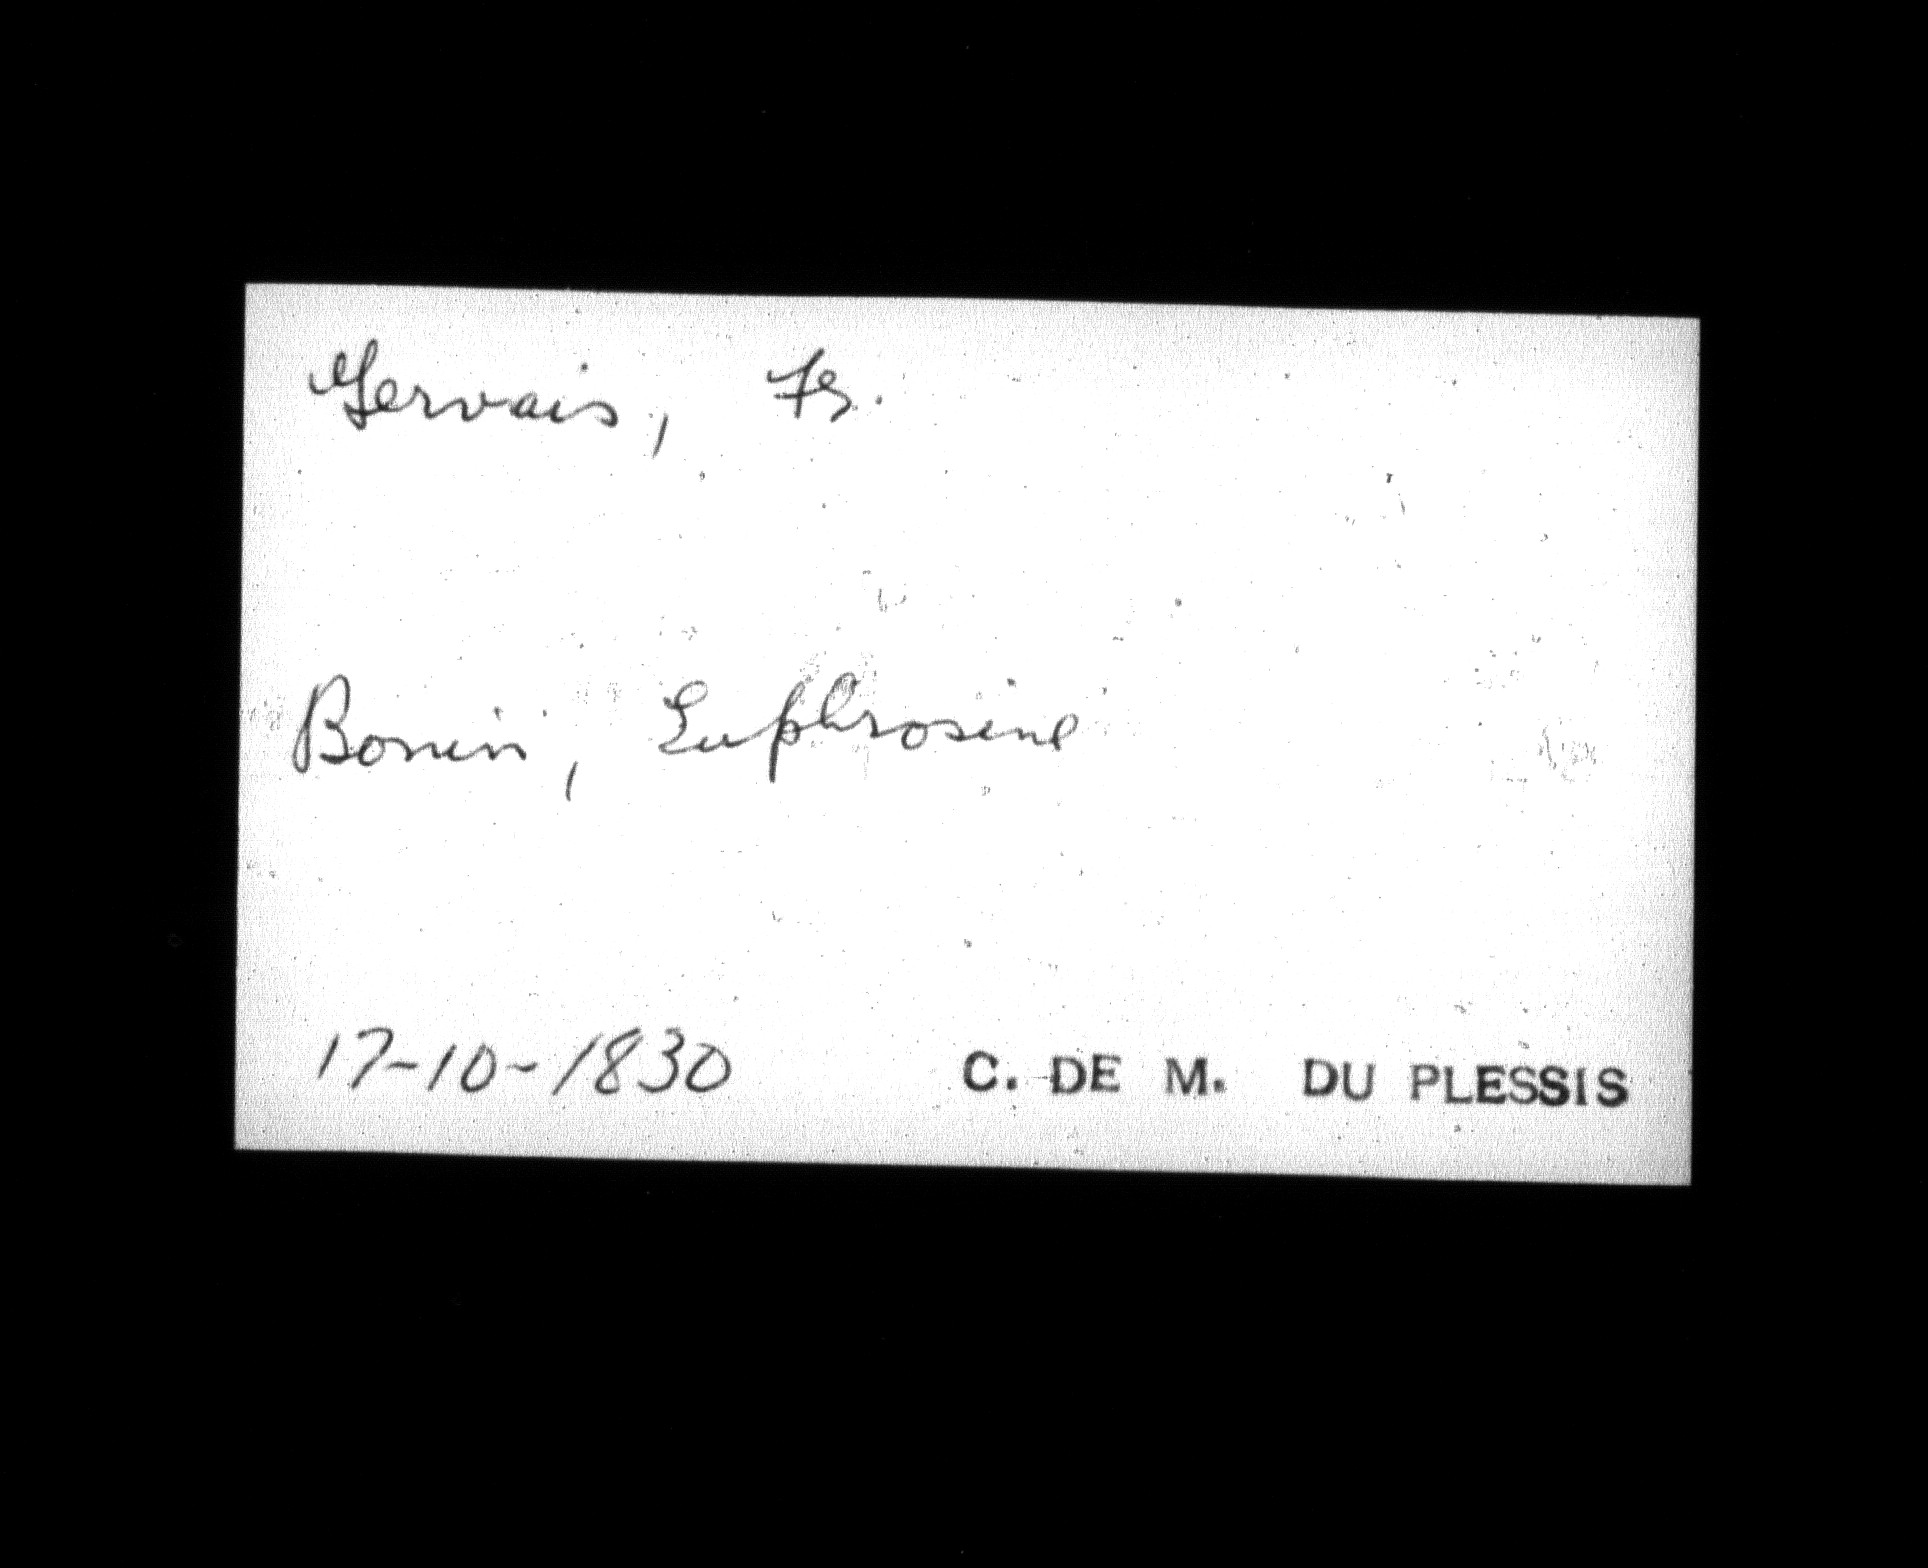 Gervais, Fs.
Bonin, Euphrosine
17-10-1830 C. DE M. DU PLESSIS